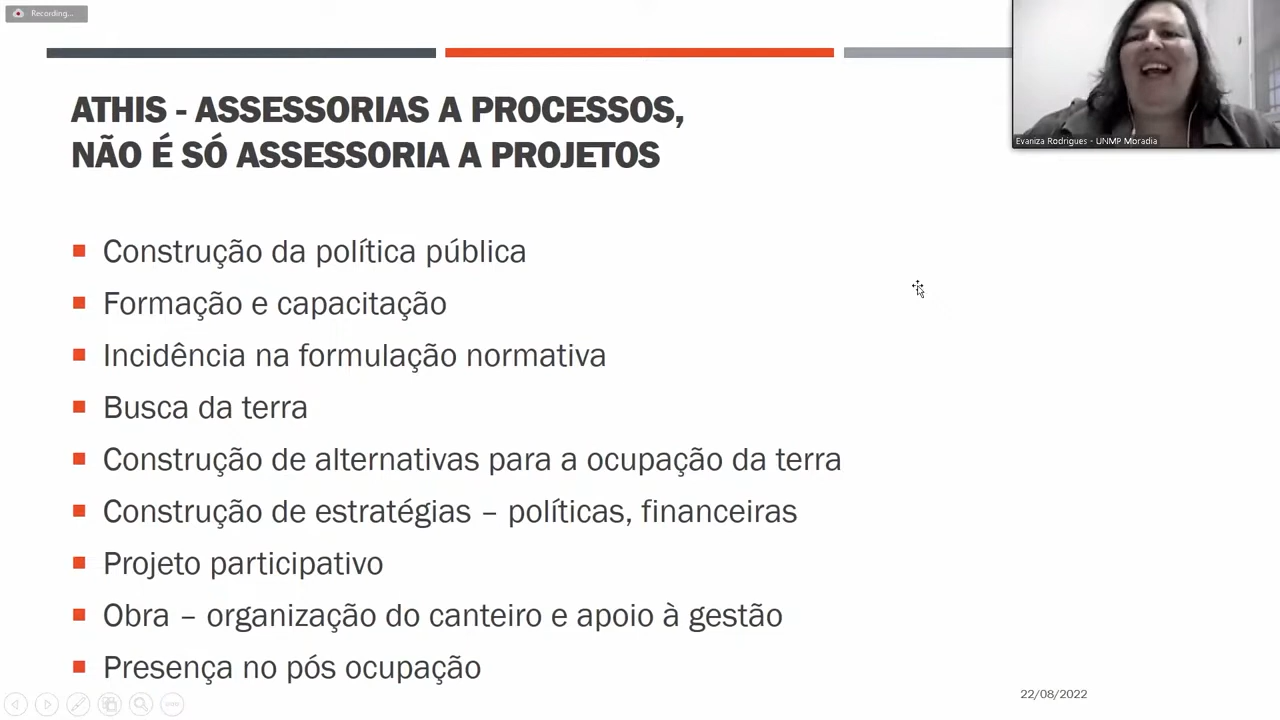 Recording...
ATHIS - ASSESSORIAS A PROCESSOS,
NÃO É SÓ ASSESSORIA A PROJETOS
Evaniza Rodrigues - UNMP Moradia
Construção da política pública
Formação e capacitação
Incidência na formulação normativa
Busca da terra
Construção de alternativas para a ocupação da terra
Construção de estratégias – políticas, financeiras
Projeto participativo
Obra – organização do canteiro e apoio à gestão
Presença no pós ocupação
22/08/2022